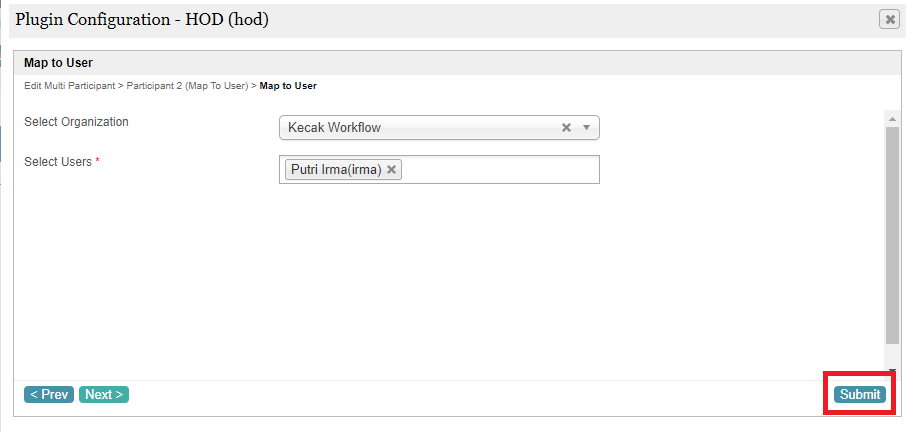 Plugin Configuration - HOD (hod)
Map to User
Edit Multi Participant > Participant 2 (Map To User) > Map to User
Select Organization
Kecak Workflow
Select Users *
Putri Irma(irma)
< Prev
Next >
Submit